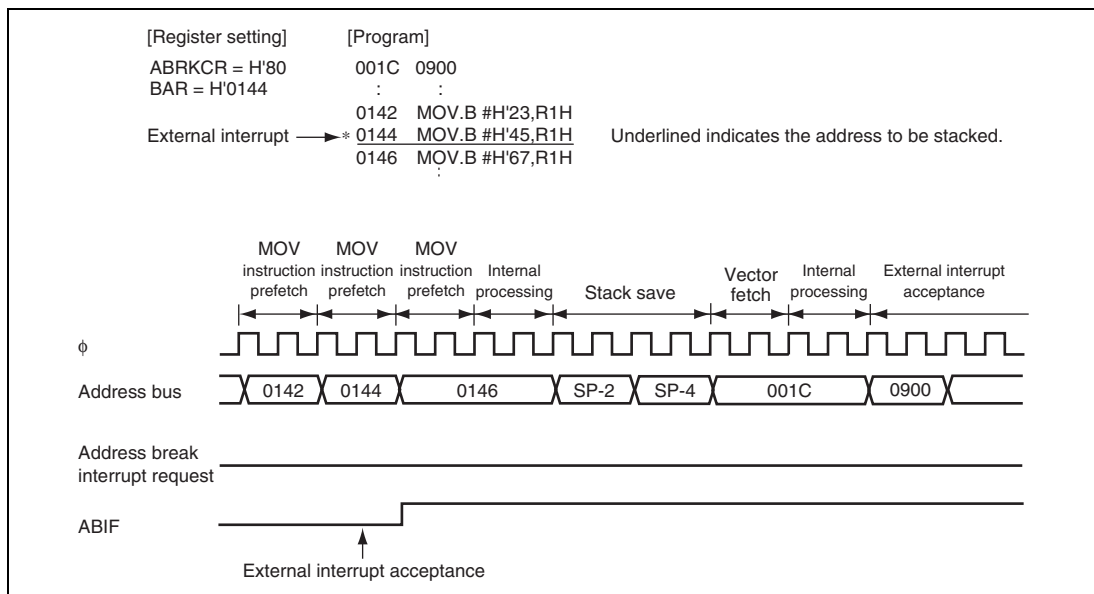 [Register setting] [Program]
ABRKCR = H'80 001C 0900
BAR = H'0144 : :
0142 MOV.B #H'23,R1H
External interrupt * 0144 MOV.B #H'45,R1H Underlined indicates the address to be stacked.
0146 MOV.B #H'67,R1H
:
MOV instruction prefetch
MOV instruction prefetch
MOV instruction prefetch
Internal processing
Stack save
Vector fetch
Internal processing
External interrupt acceptance
φ
Address bus 0142 0144 0146 SP-2 SP-4 001C 0900
Address break
interrupt request
ABIF
External interrupt acceptance